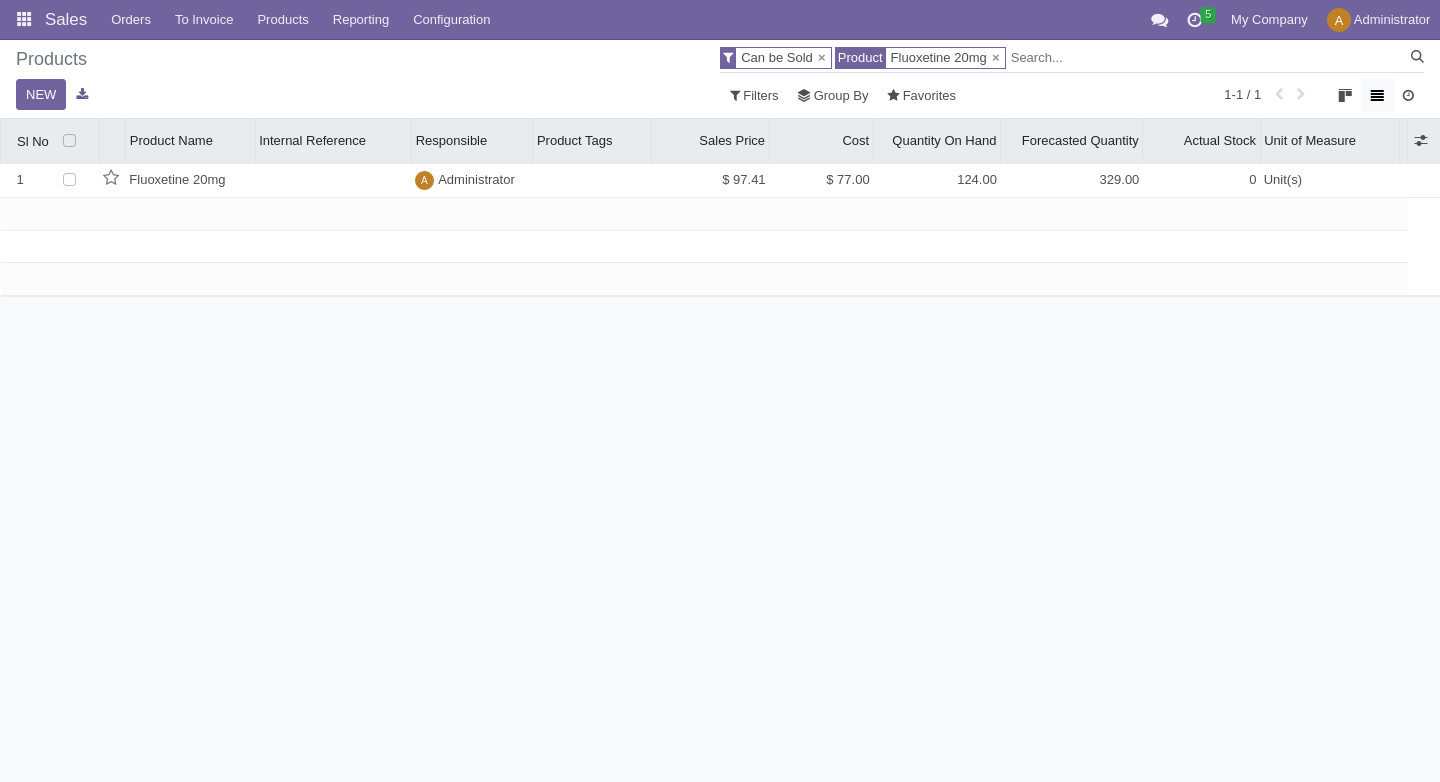 Sales Orders To Invoice Products Reporting Configuration 5 My Company A Administrator
Products Can be Sold × Product Fluoxetine 20mg × Search...
NEW Filters Group By Favorites 1-1 / 1
Sl No Product Name Internal Reference Responsible Product Tags Sales Price Cost Quantity On Hand Forecasted Quantity Actual Stock Unit of Measure
1 Fluoxetine 20mg A Administrator $ 97.41 $ 77.00 124.00 329.00 0 Unit(s)